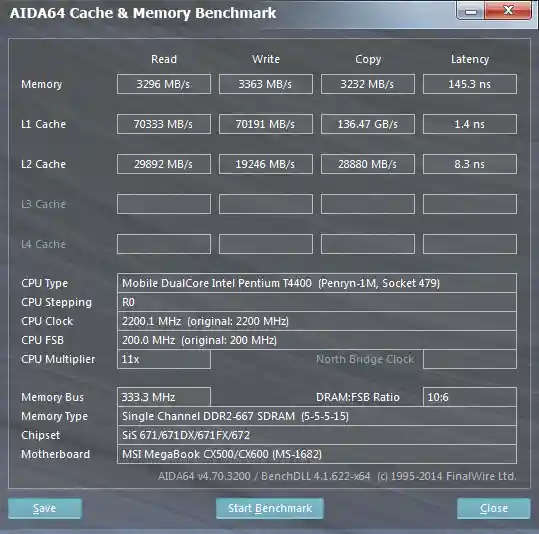 AIDA64 Cache & Memory Benchmark
Read Write Copy Latency
Memory 3296 MB/s 3363 MB/s 3232 MB/s 145.3 ns
L1 Cache 70333 MB/s 70191 MB/s 136.47 GB/s 1.4 ns
L2 Cache 29892 MB/s 19246 MB/s 28880 MB/s 8.3 ns
L3 Cache
L4 Cache
CPU Type Mobile DualCore Intel Pentium T4400 (Penryn-1M, Socket 479)
CPU Stepping R0
CPU Clock 2200.1 MHz (original: 2200 MHz)
CPU FSB 200.0 MHz (original: 200 MHz)
CPU Multiplier 11x North Bridge Clock
Memory Bus 333.3 MHz DRAM:FSB Ratio 10:6
Memory Type Single Channel DDR2-667 SDRAM (5-5-5-15)
Chipset SiS 671/671DX/671FX/672
Motherboard MSI MegaBook CX500/CX600 (MS-1682)
AIDA64 v4.70.3200 / BenchDLL 4.1.622-x64 (c) 1995-2014 FinalWire Ltd.
Save Start Benchmark Close